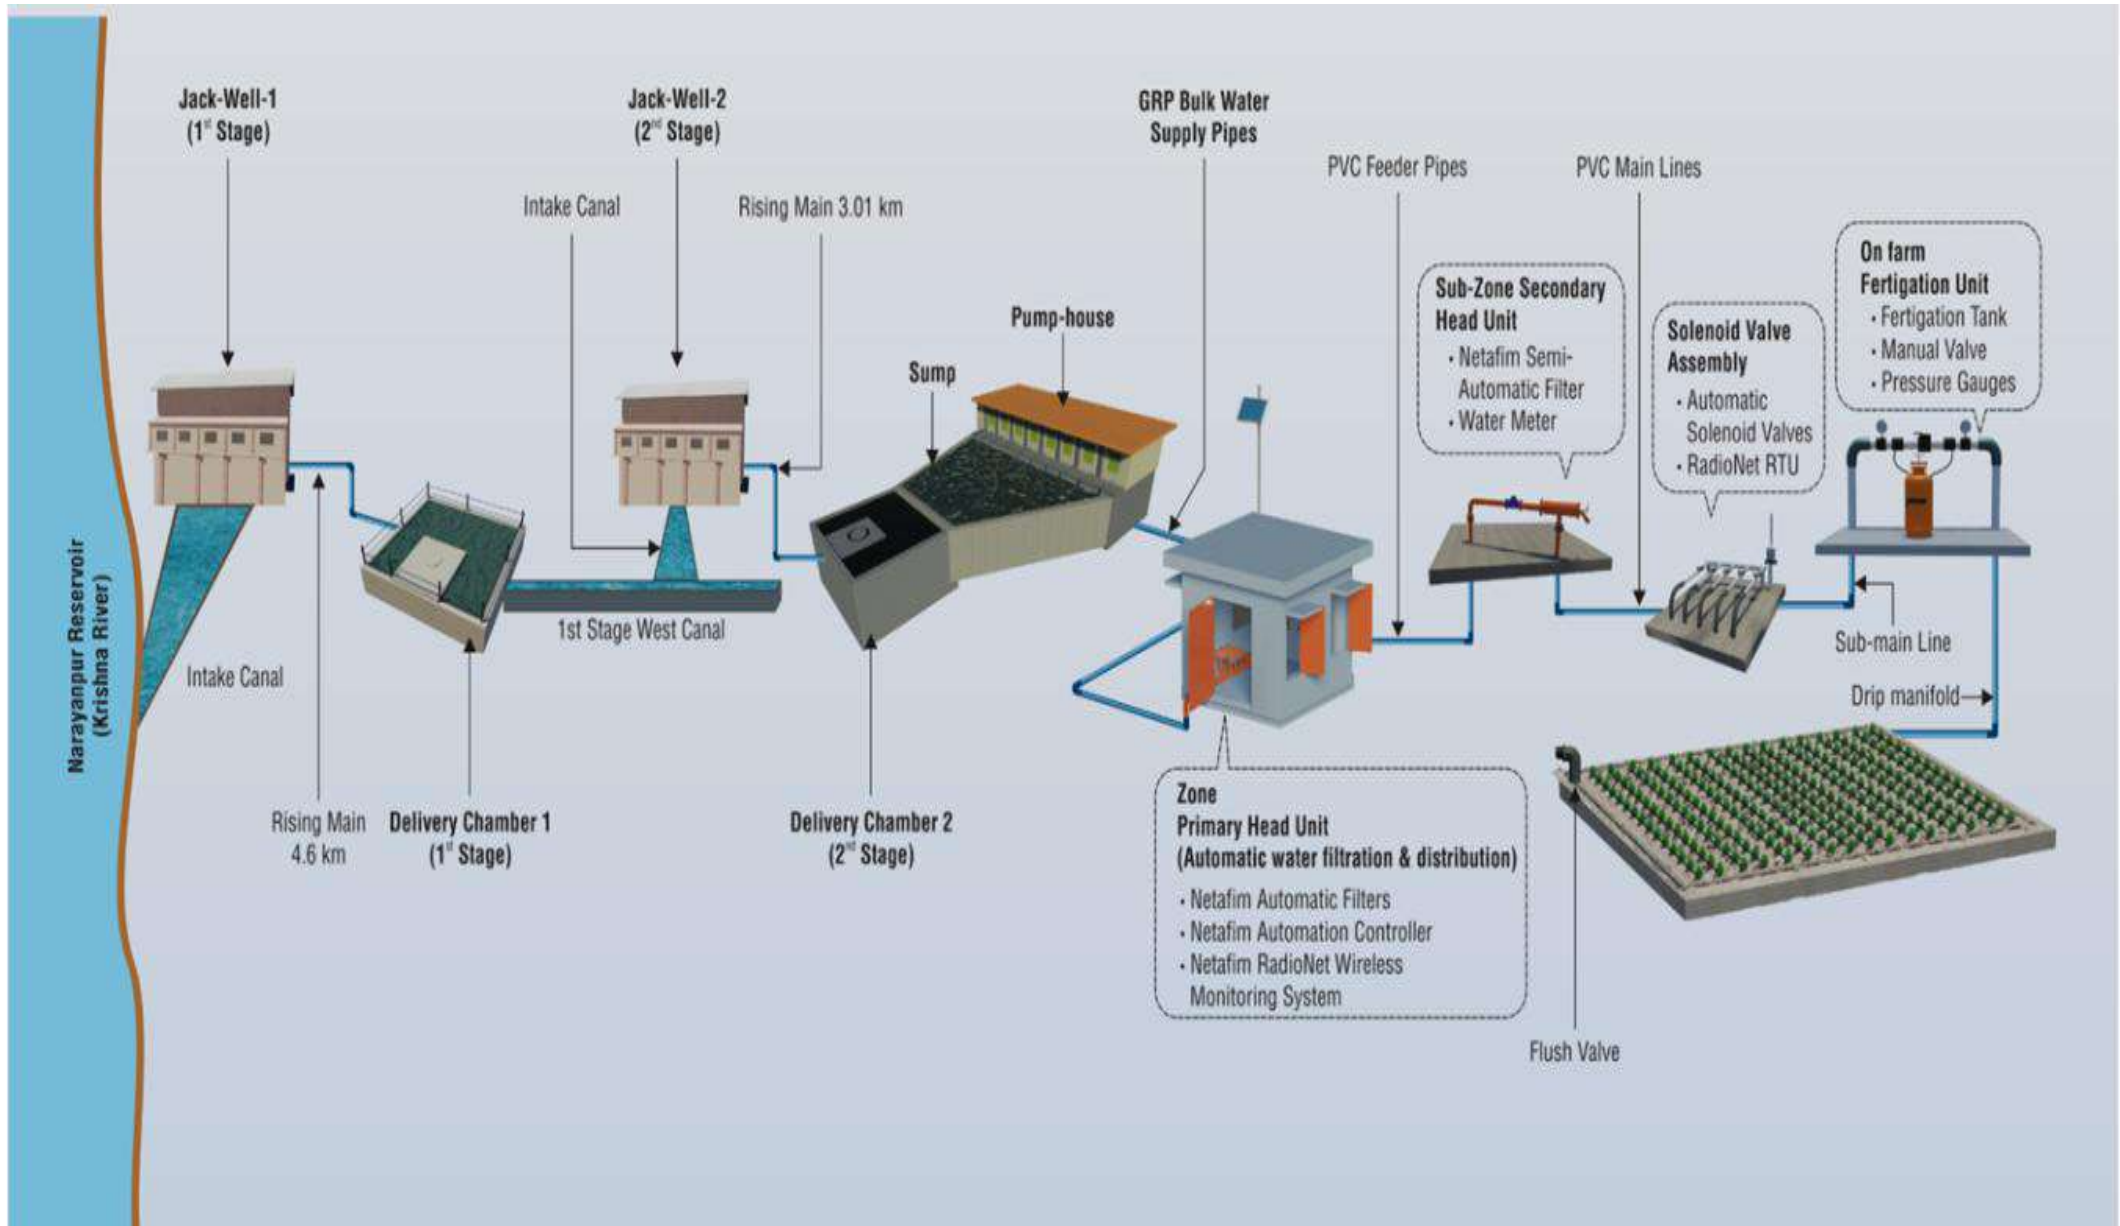 Jack-Well-1
(1st Stage)
Jack-Well-2
(2nd Stage)
GRP Bulk Water
Supply Pipes
PVC Feeder Pipes
PVC Main Lines
Intake Canal
Rising Main 3.01 km
On farm
Fertigation Unit
• Fertigation Tank
• Manual Valve
• Pressure Gauges
Sub-Zone Secondary
Head Unit
• Netafim Semi-
Automatic Filter
• Water Meter
Solenoid Valve
Assembly
• Automatic
Solenoid Valves
• RadioNet RTU
Pump-house
Sump
Narayanpur Reservoir
(Krishna River)
Intake Canal
1st Stage West Canal
Sub-main Line
Drip manifold
Rising Main
4.6 km
Delivery Chamber 1
(1st Stage)
Delivery Chamber 2
(2nd Stage)
Zone
Primary Head Unit
(Automatic water filtration & distribution)
• Netafim Automatic Filters
• Netafim Automation Controller
• Netafim RadioNet Wireless
Monitoring System
Flush Valve